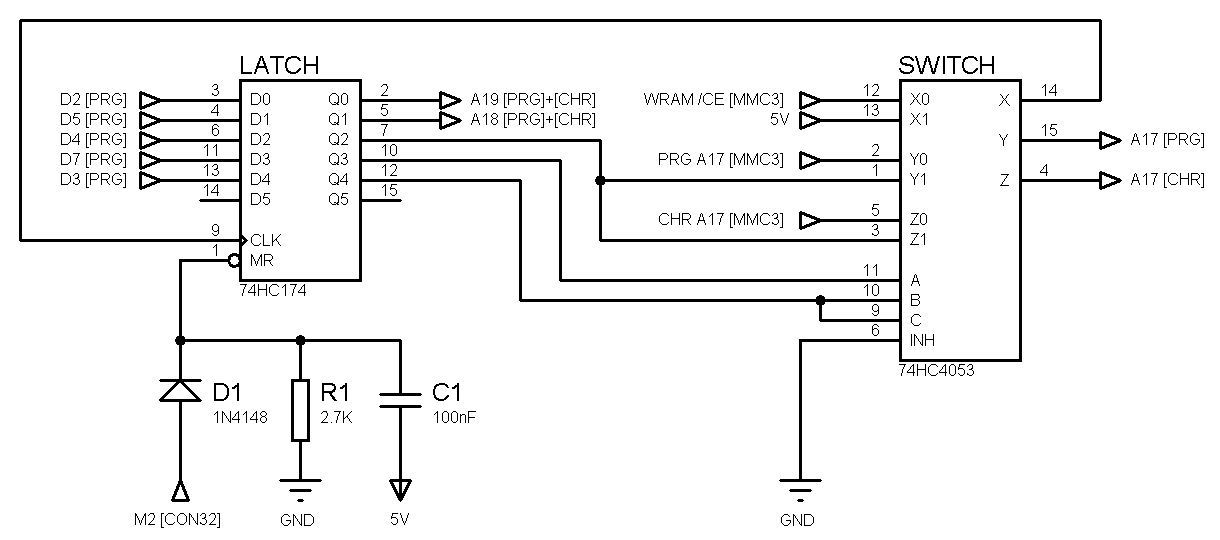 LATCH
D2 [PRG] 3 D0 Q0 2 A19 [PRG]+[CHR]
D5 [PRG] 4 D1 Q1 5 A18 [PRG]+[CHR]
D4 [PRG] 6 D2 Q2 7
D7 [PRG] 11 D3 Q3 10
D3 [PRG] 13 D4 Q4 12
14 D5 Q5 15
9 CLK
1 MR
74HC174
SWITCH
WRAM /CE [MMC3] 12 X0 X 14
5V 13 X1
Y 15 A17 [PRG]
PRG A17 [MMC3] 2 Y0
1 Y1 Z 4 A17 [CHR]
CHR A17 [MMC3] 5 Z0
3 Z1
11 A
10 B
9 C
6 INH
74HC4053
D1
1N4148
R1
2.7K
C1
100nF
M2 [CON32]
GND
5V
GND